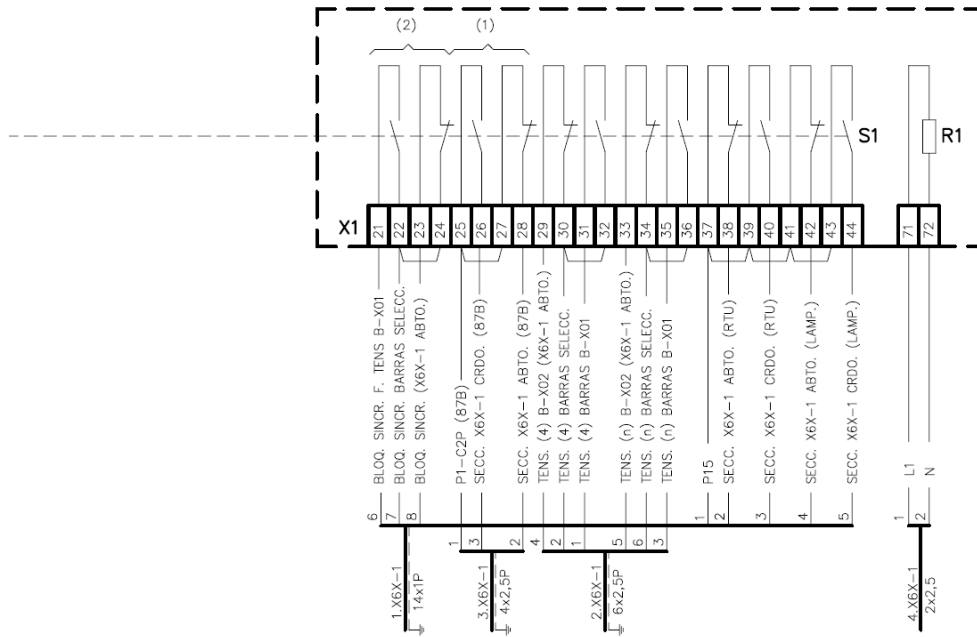 (2)
(1)
S1
R1
X1
21
22
23
24
25
26
27
28
29
30
31
32
33
34
35
36
37
38
39
40
41
42
43
44
71
72
BLOQ. SINCR. F. TENS B-X01
BLOQ. SINCR. BARRAS SELECC.
BLOQ. SINCR. (X6X-1 ABTO.)
P1-C2P (87B)
SECC. X6X-1 CRDO. (87B)
SECC. X6X-1 ABTO. (87B)
TENS. (4) B-X02 (X6X-1 ABTO.)
TENS. (4) BARRAS SELECC.
TENS. (4) BARRAS B-X01
TENS. (n) B-X02 (X6X-1 ABTO.)
TENS. (n) BARRAS SELECC.
TENS. (n) BARRAS B-X01
P15
SECC. X6X-1 ABTO. (RTU)
SECC. X6X-1 CRDO. (RTU)
SECC. X6X-1 ABTO. (LAMP.)
SECC. X6X-1 CRDO. (LAMP.)
L1
N
6
7
8
1
3
2
4
2
1
5
6
3
1
2
3
4
5
1
2
1.X6X-1
14x1P
3.X6X-1
4x2,5P
2.X6X-1
6x2,5P
4.X6X-1
2x2,5